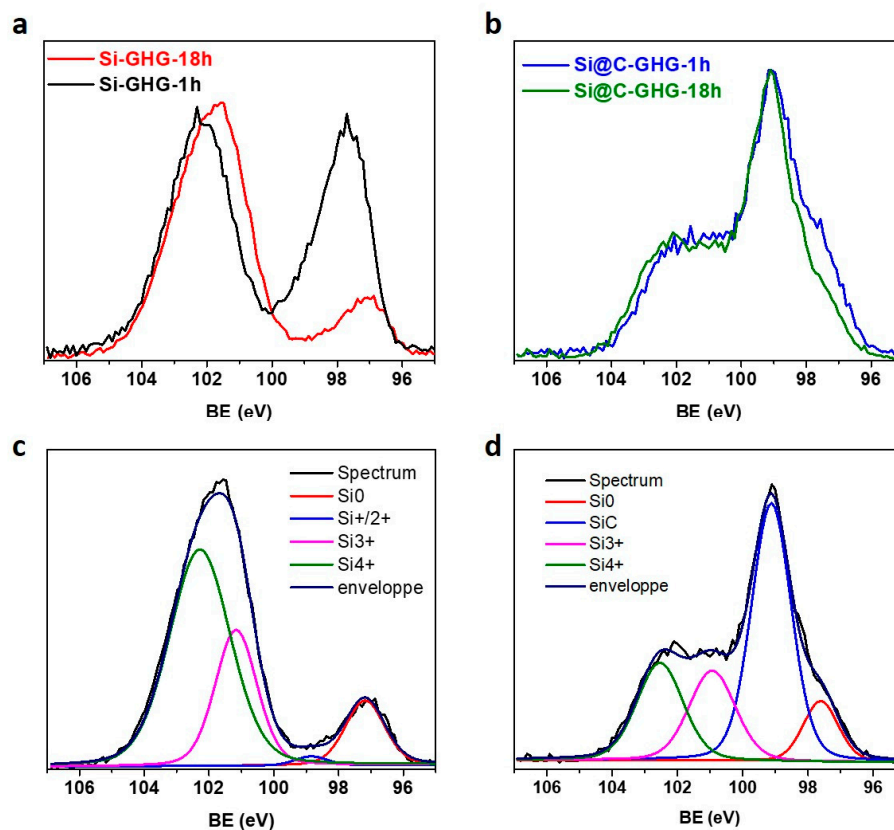 a
Si-GHG-18h
Si-GHG-1h
106 104 102 100 98 96
BE (eV)
b
Si@C-GHG-1h
Si@C-GHG-18h
106 104 102 100 98 96
BE (eV)
c
Spectrum
Si0
Si+/2+
Si3+
Si4+
enveloppe
106 104 102 100 98 96
BE (eV)
d
Spectrum
Si0
SiC
Si3+
Si4+
enveloppe
106 104 102 100 98 96
BE (eV)